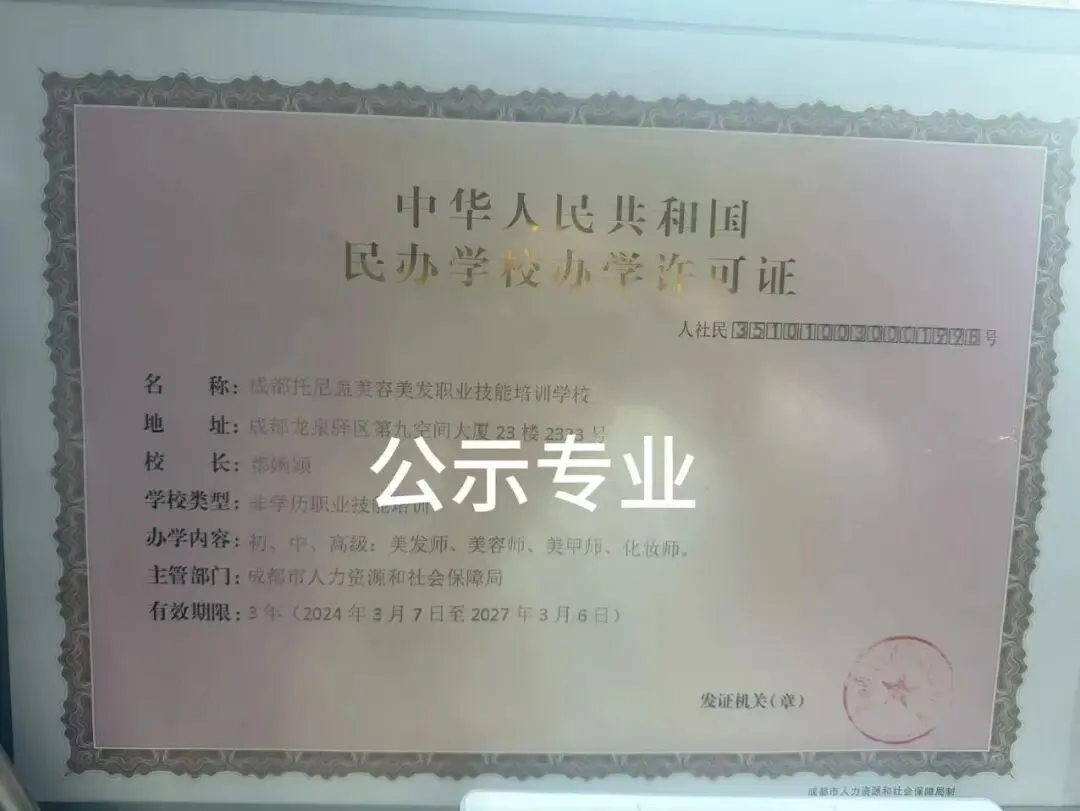 中华人民共和国
民办学校办学许可证
人社民351010030001998号
名 称：成都托尼盖美容美发职业技能培训学校
地 址：成都龙泉驿区第九空间大厦23楼2323号
校 长：邵婉颖
学校类型：非学历职业技能培训
公示专业
办学内容：初、中、高级：美发师、美容师、美甲师、化妆师。
主管部门：成都市人力资源和社会保障局
有效期限：3年（2024年3月7日至2027年3月6日）
发证机关（章）
成都市人力资源和社会保障局制